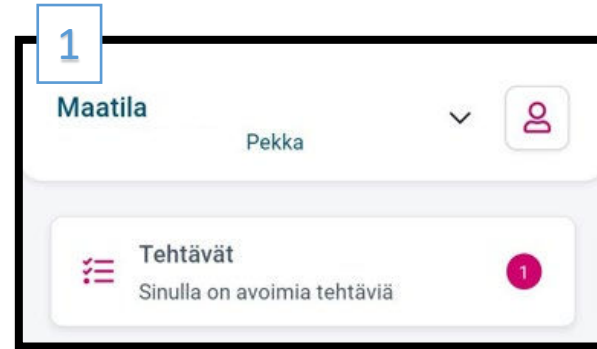 1
Maatila
Pekka
Tehtävät
Sinulla on avoimia tehtäviä
1